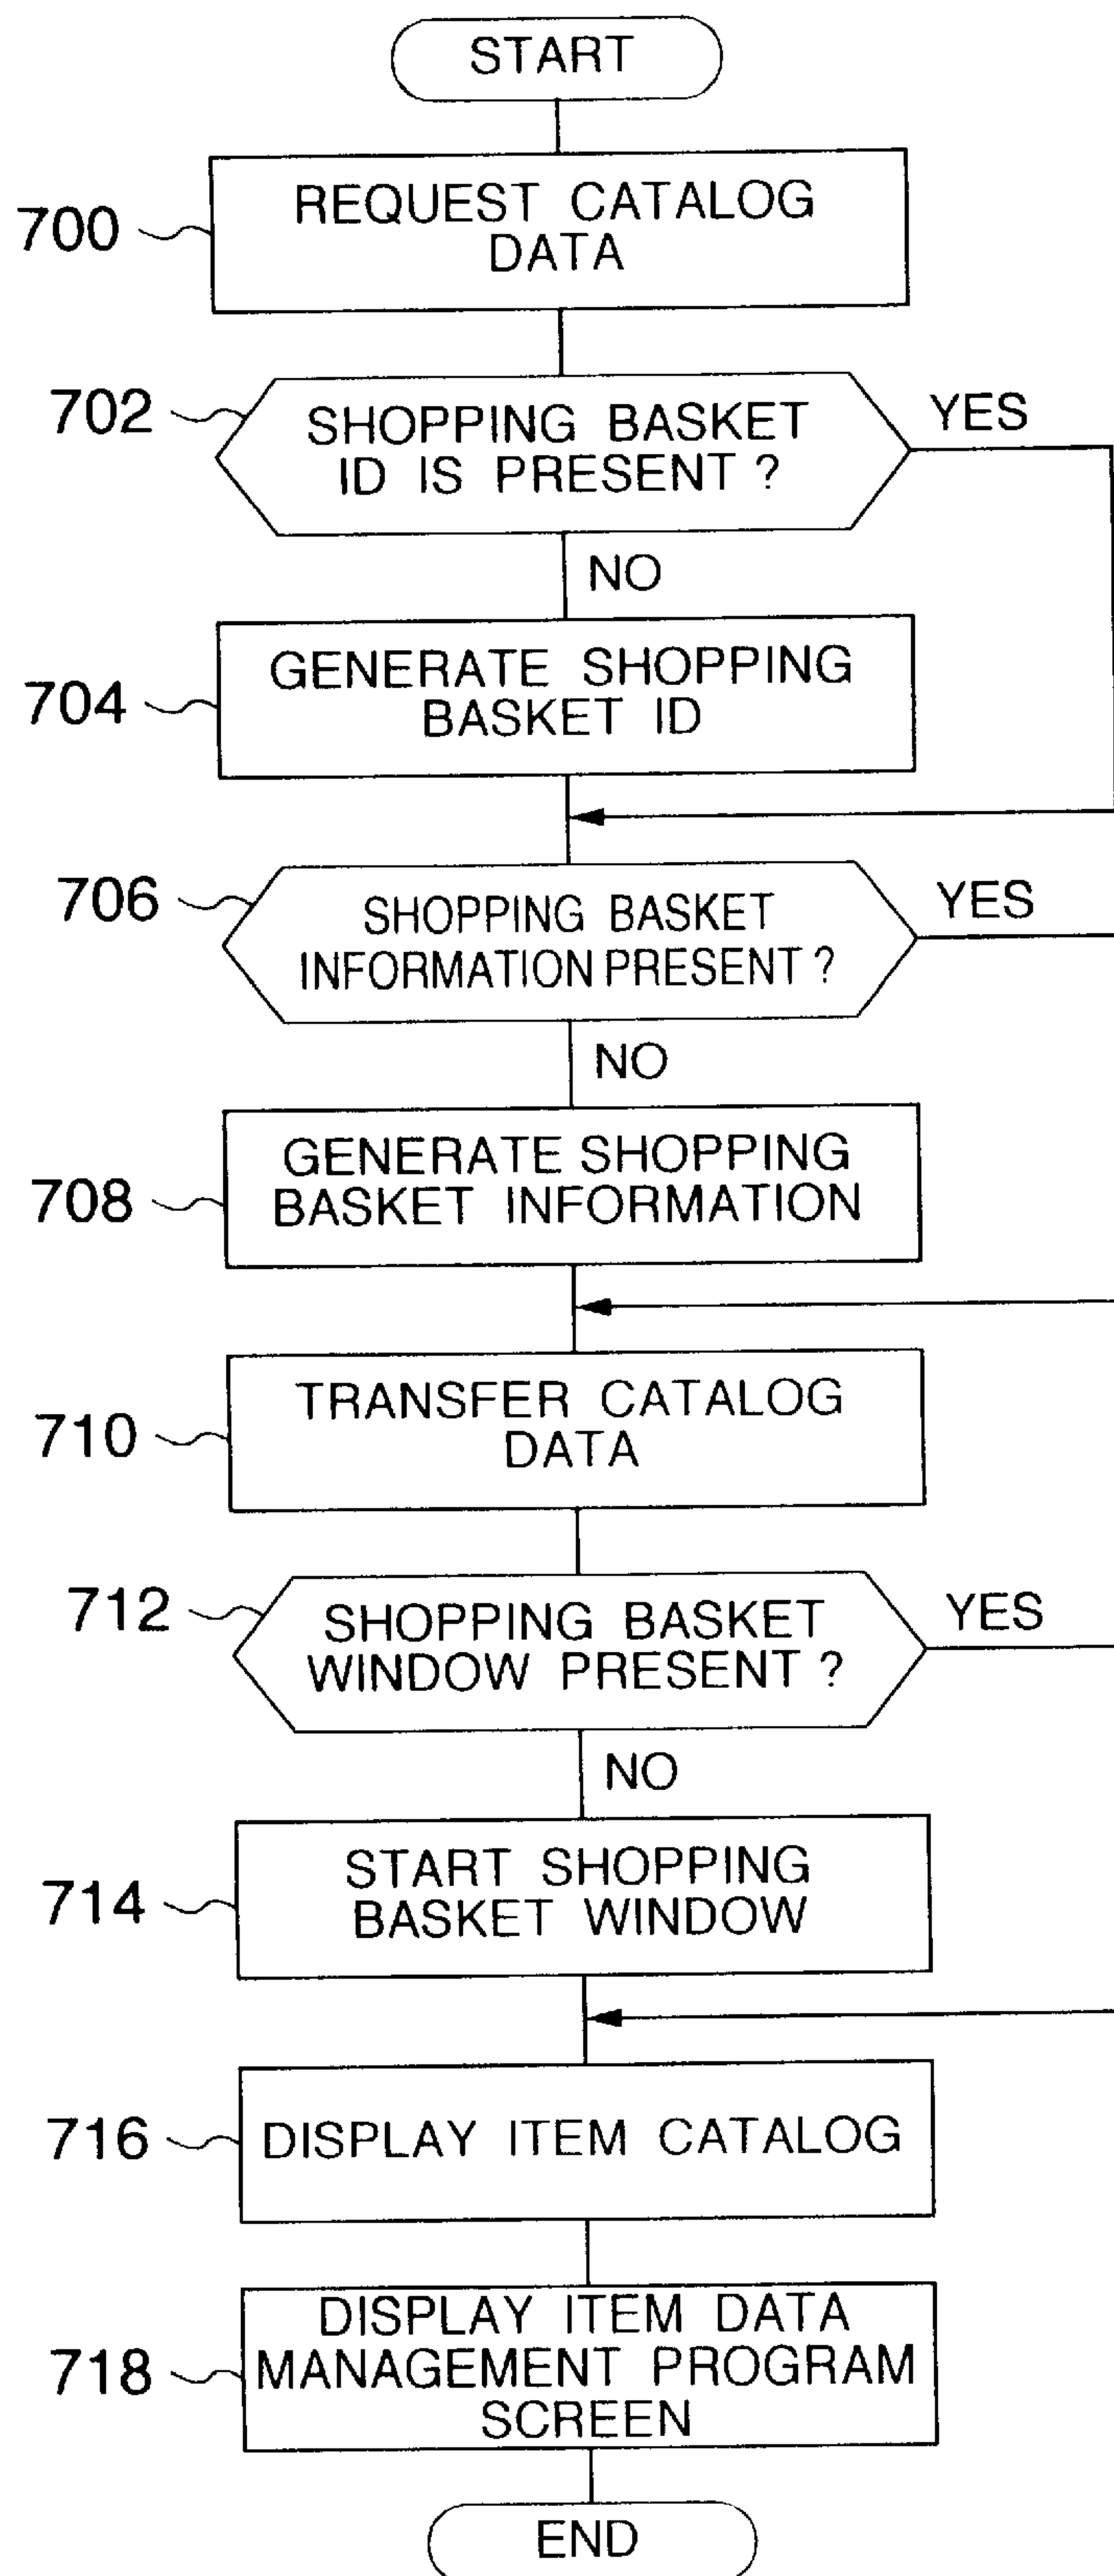 START
700
REQUEST CATALOG
DATA
702
SHOPPING BASKET
ID IS PRESENT ?
YES
NO
704
GENERATE SHOPPING
BASKET ID
706
SHOPPING BASKET
INFORMATION PRESENT ?
YES
NO
708
GENERATE SHOPPING
BASKET INFORMATION
710
TRANSFER CATALOG
DATA
712
SHOPPING BASKET
WINDOW PRESENT ?
YES
NO
714
START SHOPPING
BASKET WINDOW
716
DISPLAY ITEM CATALOG
718
DISPLAY ITEM DATA
MANAGEMENT PROGRAM
SCREEN
END